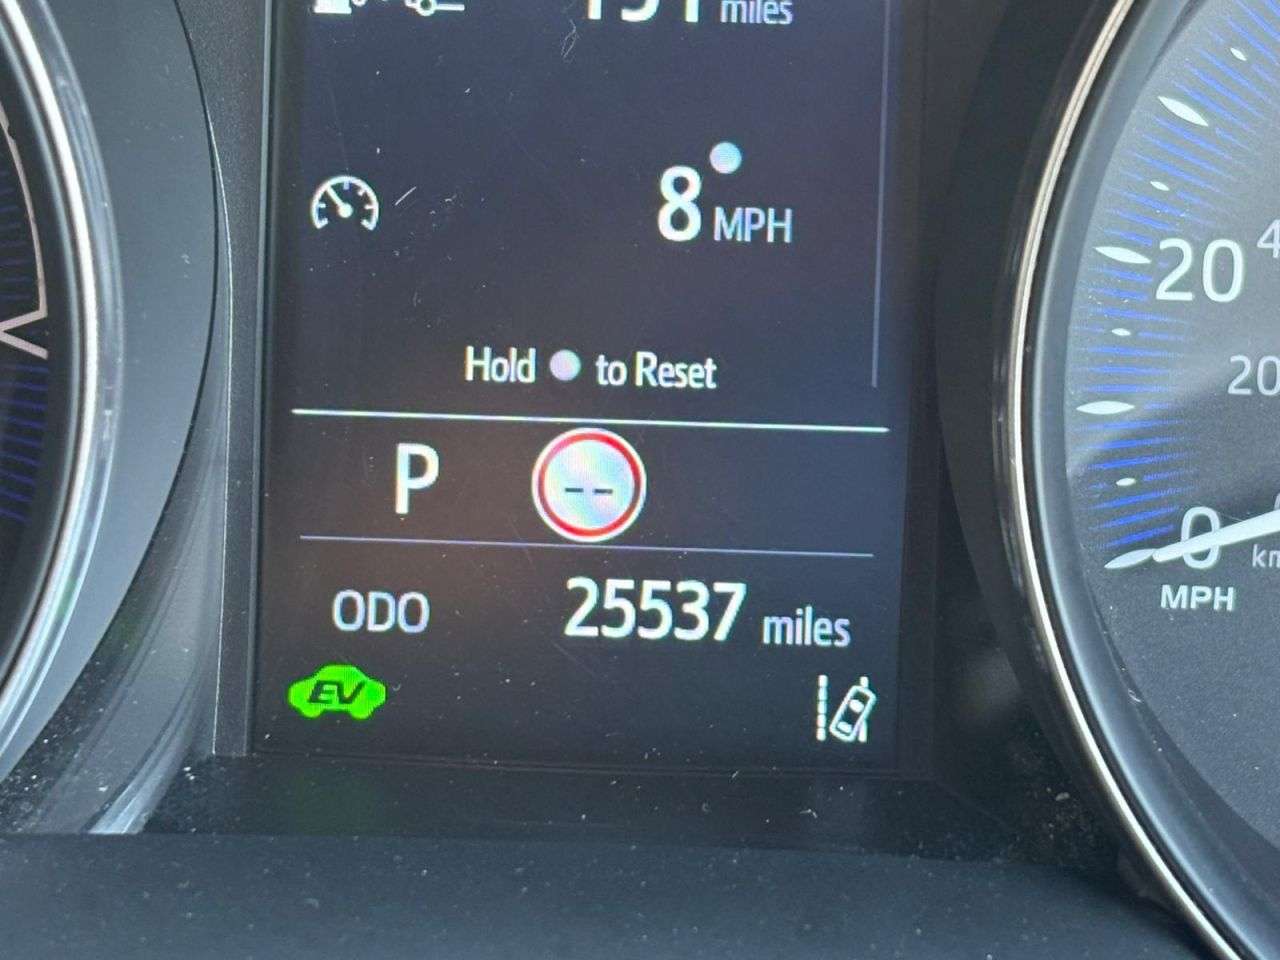 miles
8 MPH
Hold to Reset
P --
ODO 25537 miles
EV
20
20
0
MPH